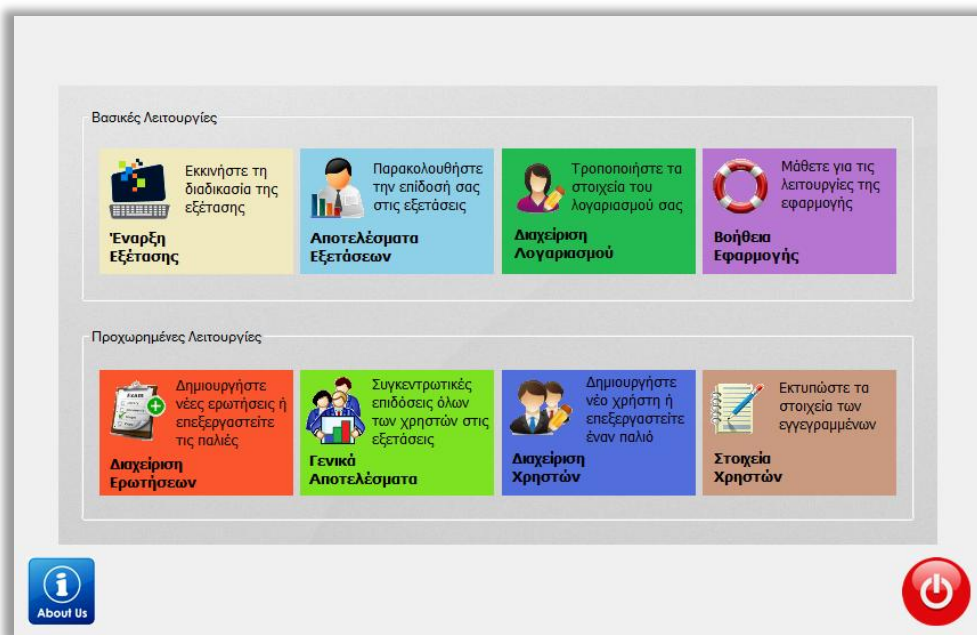 Βασικές Λειτουργίες
Εκκινήστε τη
διαδικασία της
εξέτασης
Έναρξη
Εξέτασης
Παρακολουθήστε
την επίδοσή σας
στις εξετάσεις
Αποτελέσματα
Εξετάσεων
Τροποποιήστε τα
στοιχεία του
λογαριασμού σας
Διαχείριση
Λογαριασμού
Μάθετε για τις
λειτουργίες της
εφαρμογής
Βοήθεια
Εφαρμογής
Προχωρημένες Λειτουργίες
Δημιουργήστε
νέες ερωτήσεις ή
επεξεργαστείτε
τις παλιές
Διαχείριση
Ερωτήσεων
Συγκεντρωτικές
επιδόσεις όλων
των χρηστών στις
εξετάσεις
Γενικά
Αποτελέσματα
Δημιουργήστε
νέο χρήστη ή
επεξεργαστείτε
έναν παλιό
Διαχείριση
Χρηστών
Εκτυπώστε τα
στοιχεία των
εγγεγραμμένων
Στοιχεία
Χρηστών
About Us